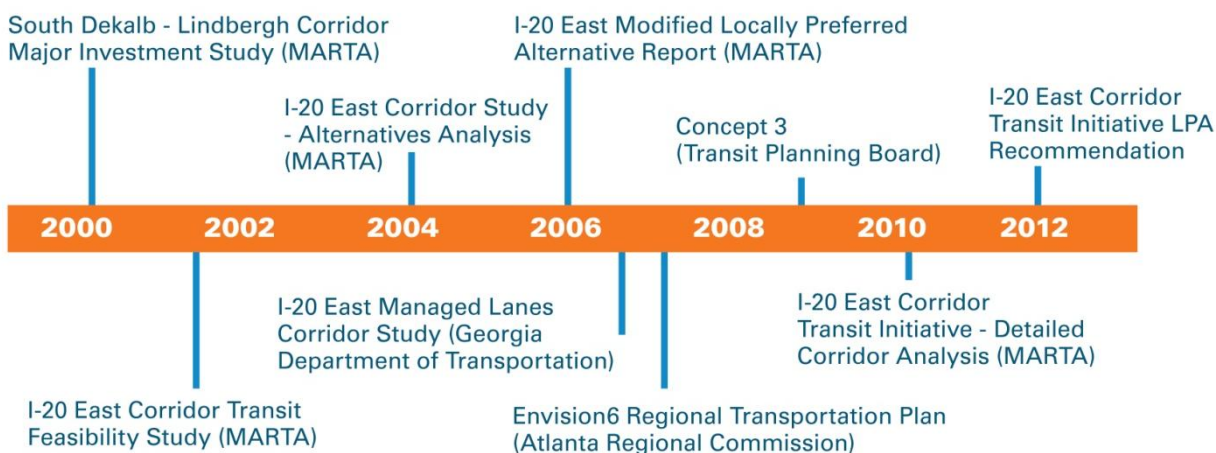 South Dekalb - Lindbergh Corridor
Major Investment Study (MARTA)
I-20 East Corridor Study
- Alternatives Analysis
(MARTA)
I-20 East Modified Locally Preferred
Alternative Report (MARTA)
Concept 3
(Transit Planning Board)
I-20 East Corridor
Transit Initiative LPA
Recommendation
2000 2002 2004 2006 2008 2010 2012
I-20 East Corridor Transit
Feasibility Study (MARTA)
I-20 East Managed Lanes
Corridor Study (Georgia
Department of Transportation)
Envision6 Regional Transportation Plan
(Atlanta Regional Commission)
I-20 East Corridor
Transit Initiative - Detailed
Corridor Analysis (MARTA)